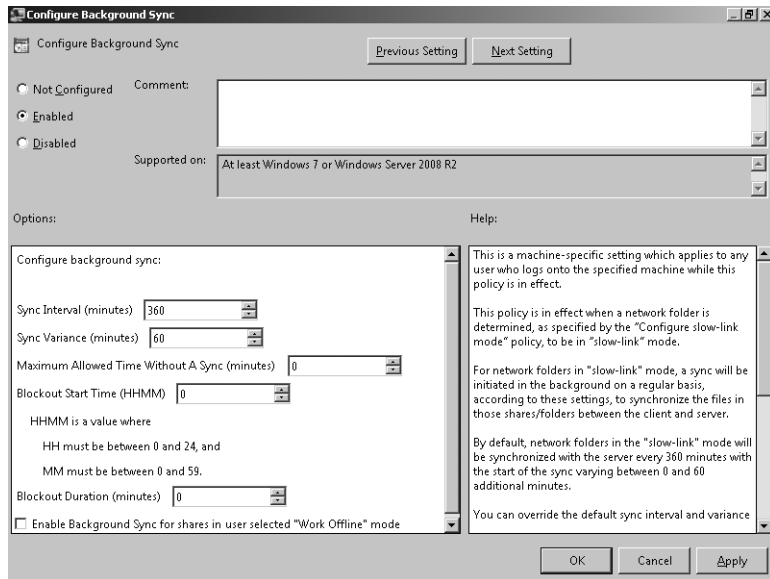 Configure Background Sync
Configure Background Sync
Previous Setting
Next Setting
Not Configured
Enabled
Disabled
Comment:
Supported on:
At least Windows 7 or Windows Server 2008 R2
Options:
Help:
Configure background sync:
Sync Interval (minutes) 360
Sync Variance (minutes) 60
Maximum Allowed Time Without A Sync (minutes) 0
Blockout Start Time (HHMM) 0
HHMM is a value where
HH must be between 0 and 24, and
MM must be between 0 and 59.
Blockout Duration (minutes) 0
Enable Background Sync for shares in user selected "Work Offline" mode
This is a machine-specific setting which applies to any
user who logs onto the specified machine while this
policy is in effect.
This policy is in effect when a network folder is
determined, as specified by the "Configure slow-link
mode" policy, to be in "slow-link" mode.
For network folders in "slow-link" mode, a sync will be
initiated in the background on a regular basis,
according to these settings, to synchronize the files in
those shares/folders between the client and server.
By default, network folders in the "slow-link" mode will
be synchronized with the server every 360 minutes with
the start of the sync varying between 0 and 60
additional minutes.
You can override the default sync interval and variance
OK
Cancel
Apply